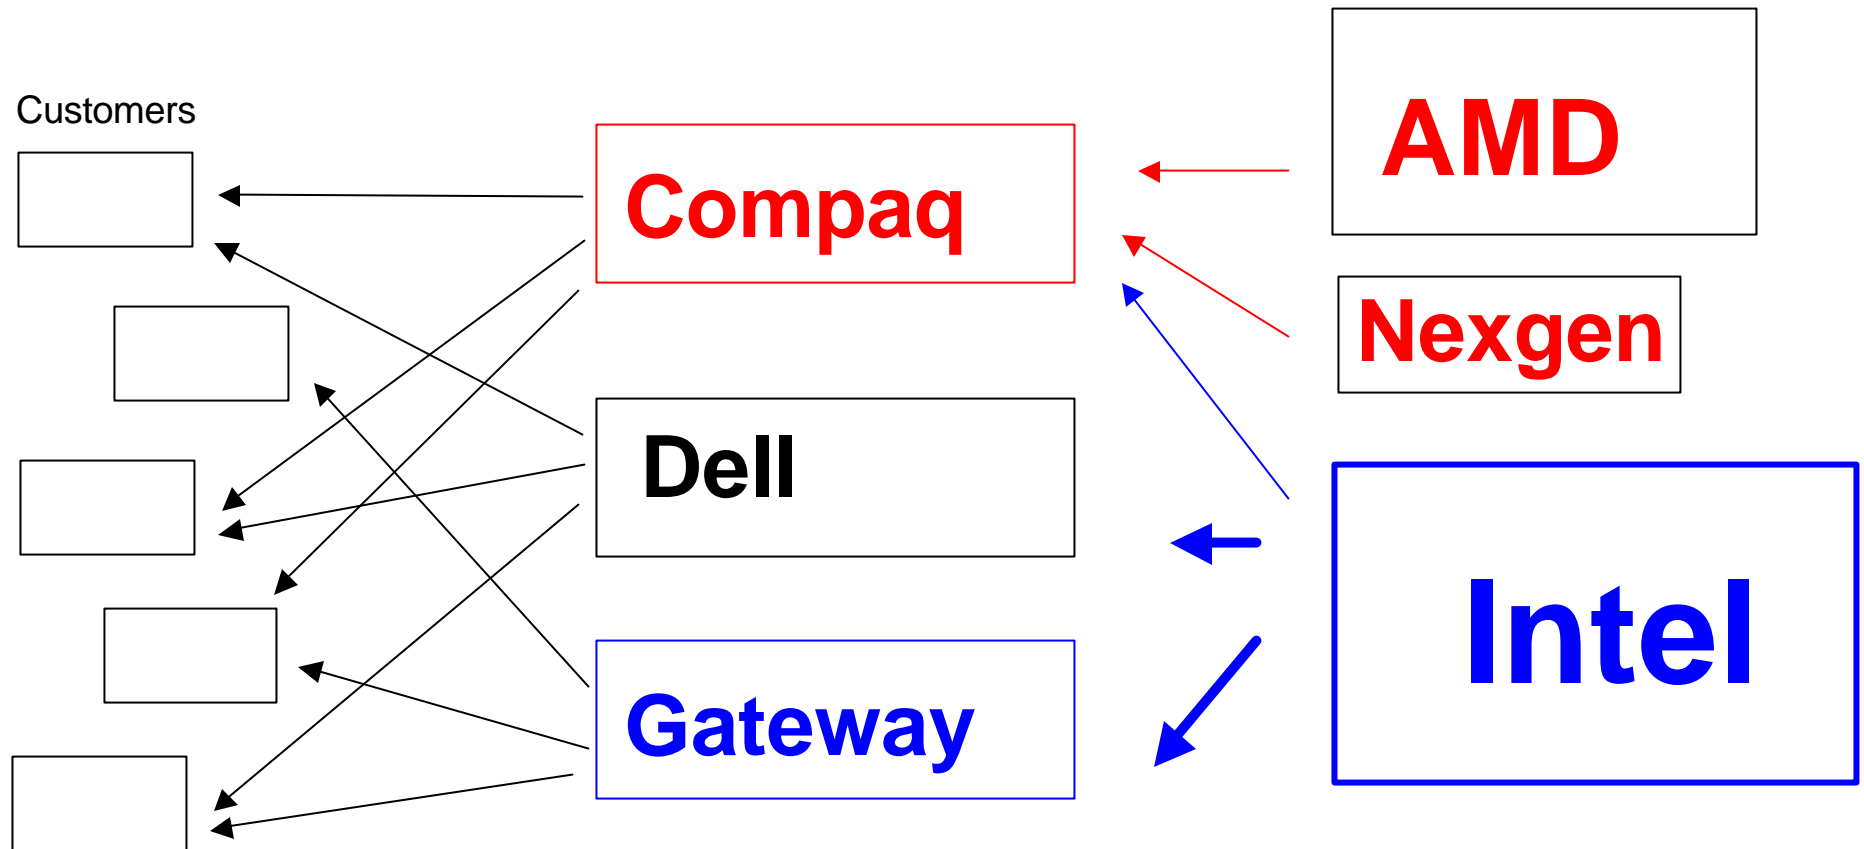 Customers
Compaq
Dell
Gateway
AMD
Nexgen
Intel